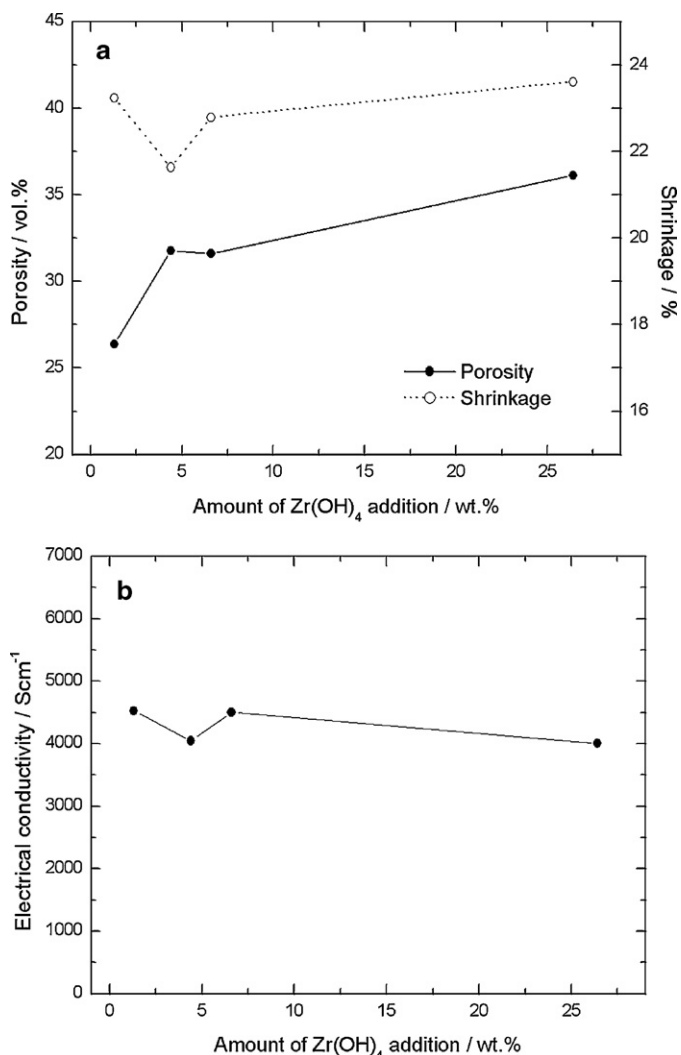 a
45
40
35
30
25
20
Porosity / vol.%
24
22
20
18
16
Shrinkage / %
Porosity
Shrinkage
0 5 10 15 20 25
Amount of Zr(OH)4 addition / wt.%
b
7000
6000
5000
4000
3000
2000
1000
0
Electrical conductivity / Scm-1
0 5 10 15 20 25
Amount of Zr(OH)4 addition / wt.%